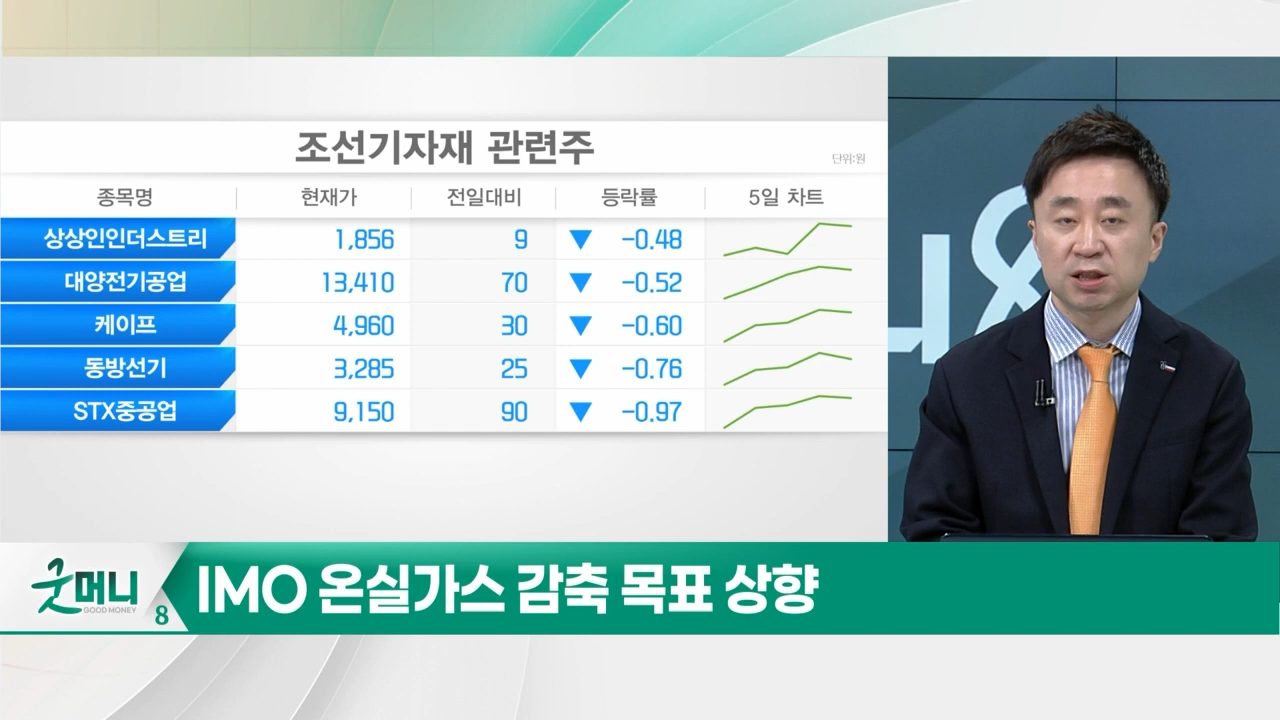 조선기자재 관련주
단위:원
종목명 현재가 전일대비 등락률 5일 차트
상상인인더스트리 1,856 9 ▼ -0.48
대양전기공업 13,410 70 ▼ -0.52
케이프 4,960 30 ▼ -0.60
동방선기 3,285 25 ▼ -0.76
STX중공업 9,150 90 ▼ -0.97
니&
굿머니
GOOD MONEY
8
IMO 온실가스 감축 목표 상향